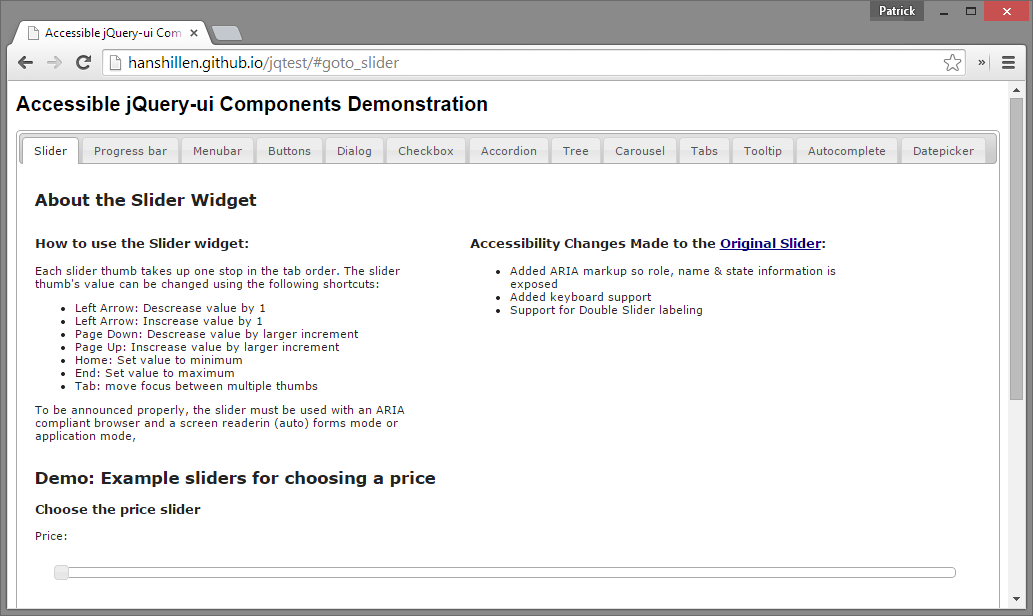 Patrick
Accessible jQuery-ui Com
hanshillen.github.io/jqtest/#goto_slider
Accessible jQuery-ui Components Demonstration
Slider Progress bar Menubar Buttons Dialog Checkbox Accordion Tree Carousel Tabs Tooltip Autocomplete Datepicker
About the Slider Widget
How to use the Slider widget:
Each slider thumb takes up one stop in the tab order. The slider
thumb's value can be changed using the following shortcuts:
Left Arrow: Descrease value by 1
Left Arrow: Inscrease value by 1
Page Down: Descrease value by larger increment
Page Up: Inscrease value by larger increment
Home: Set value to minimum
End: Set value to maximum
Tab: move focus between multiple thumbs
To be announced properly, the slider must be used with an ARIA
compliant browser and a screen readerin (auto) forms mode or
application mode,
Accessibility Changes Made to the Original Slider:
Added ARIA markup so role, name & state information is
exposed
Added keyboard support
Support for Double Slider labeling
Demo: Example sliders for choosing a price
Choose the price slider
Price: